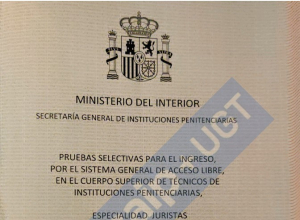 MINISTERIO DEL INTERIOR
SECRETARÍA GENERAL DE INSTITUCIONES PENITENCIARIAS
UGT
PRUEBAS SELECTIVAS PARA EL INGRESO,
POR EL SISTEMA GENERAL DE ACCESO LIBRE,
EN EL CUERPO SUPERIOR DE TÉCNICOS DE
INSTITUCIONES PENITENCIARIAS,
ESPECIALIDAD JURISTAS